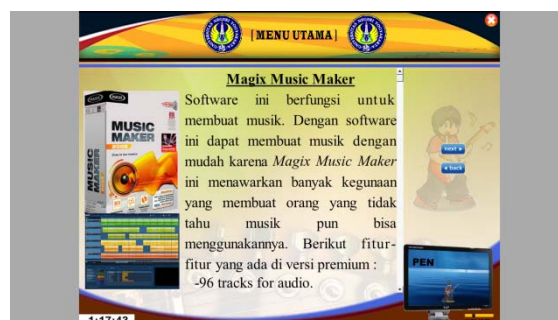 [ MENU UTAMA ]
Magix Music Maker
Software ini berfungsi untuk
membuat musik. Dengan software
ini dapat membuat musik dengan
mudah karena Magix Music Maker
ini menawarkan banyak kegunaan
yang membuat orang yang tidak
tahu musik pun bisa
menggunakannya. Berikut fitur-
fitur yang ada di versi premium :
-96 tracks for audio.
MUSIC
MAKER
MUSIC
MAKER
next
back
PEN
1:17:43